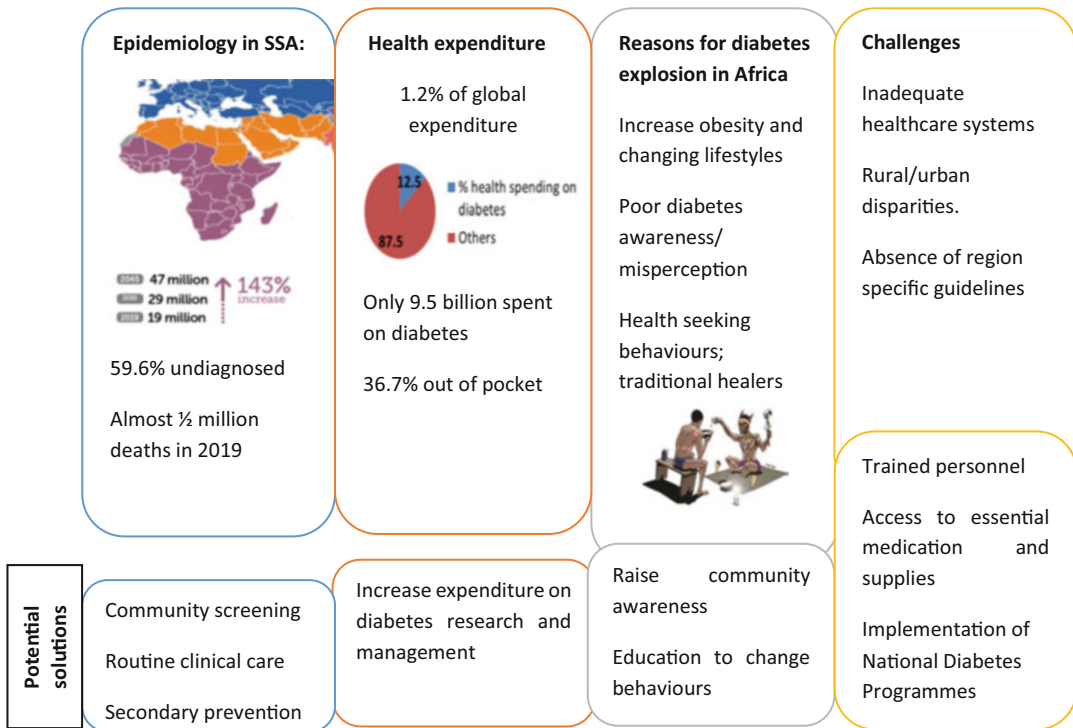 Epidemiology in SSA:
2045 47 million
2030 29 million
2019 19 million
143%
increase
59.6% undiagnosed
Almost ½ million
deaths in 2019
Health expenditure
1.2% of global
expenditure
12.5
87.5
% health spending on
diabetes
Others
Only 9.5 billion spent
on diabetes
36.7% out of pocket
Reasons for diabetes
explosion in Africa
Increase obesity and
changing lifestyles
Poor diabetes
awareness/
misperception
Health seeking
behaviours;
traditional healers
Challenges
Inadequate
healthcare systems
Rural/urban
disparities.
Absence of region
specific guidelines
Potential
solutions
Community screening
Routine clinical care
Secondary prevention
Increase expenditure on
diabetes research and
management
Raise community
awareness
Education to change
behaviours
Trained personnel
Access to essential
medication and
supplies
Implementation of
National Diabetes
Programmes